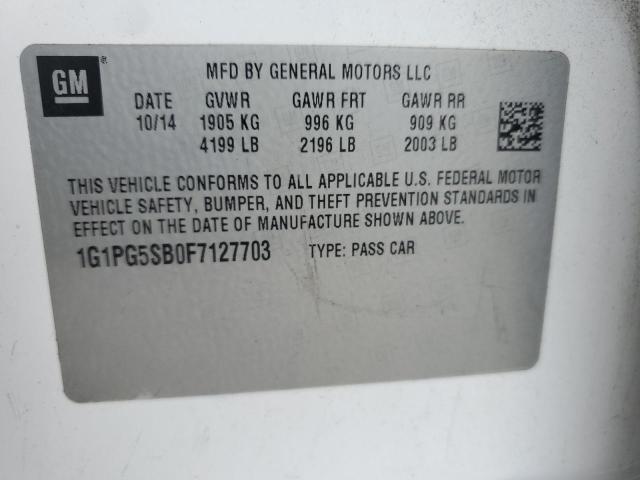 GM ®
MFD BY GENERAL MOTORS LLC
DATE GVWR GAWR FRT GAWR RR
10/14 1905 KG 996 KG 909 KG
4199 LB 2196 LB 2003 LB
THIS VEHICLE CONFORMS TO ALL APPLICABLE U.S. FEDERAL MOTOR
VEHICLE SAFETY, BUMPER, AND THEFT PREVENTION STANDARDS IN
EFFECT ON THE DATE OF MANUFACTURE SHOWN ABOVE.
1G1PG5SB0F7127703 TYPE: PASS CAR